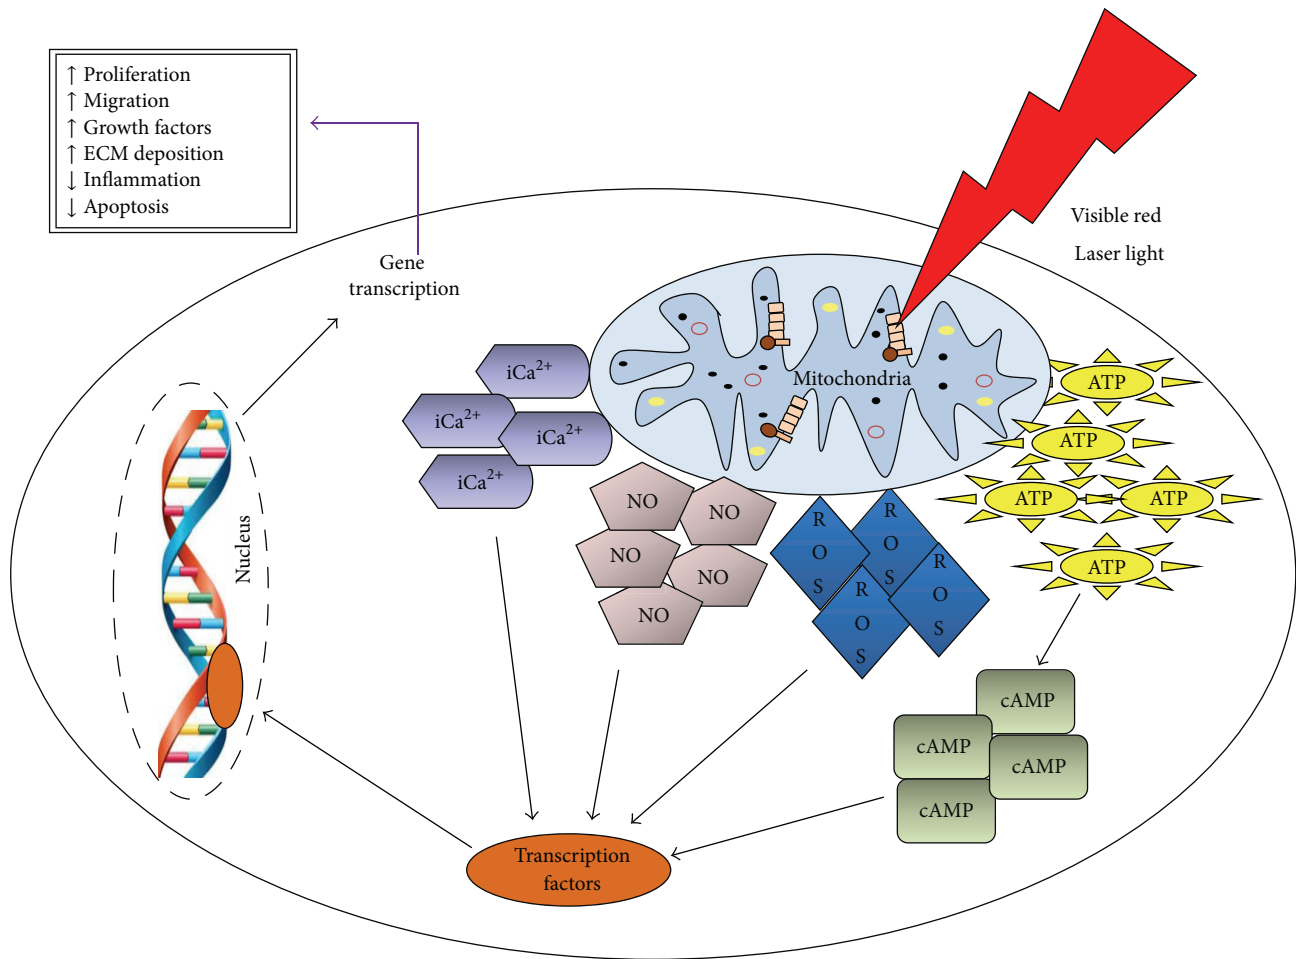 ↑ Proliferation
↑ Migration
↑ Growth factors
↑ ECM deposition
↓ Inflammation
↓ Apoptosis
Visible red
Laser light
Gene
transcription
Mitochondria
iCa²⁺
iCa²⁺
iCa²⁺
iCa²⁺
ATP
ATP
ATP
ATP
ATP
NO
NO
NO
NO
NO
ROS
ROS
ROS
ROS
Nucleus
cAMP
cAMP
cAMP
cAMP
Transcription
factors